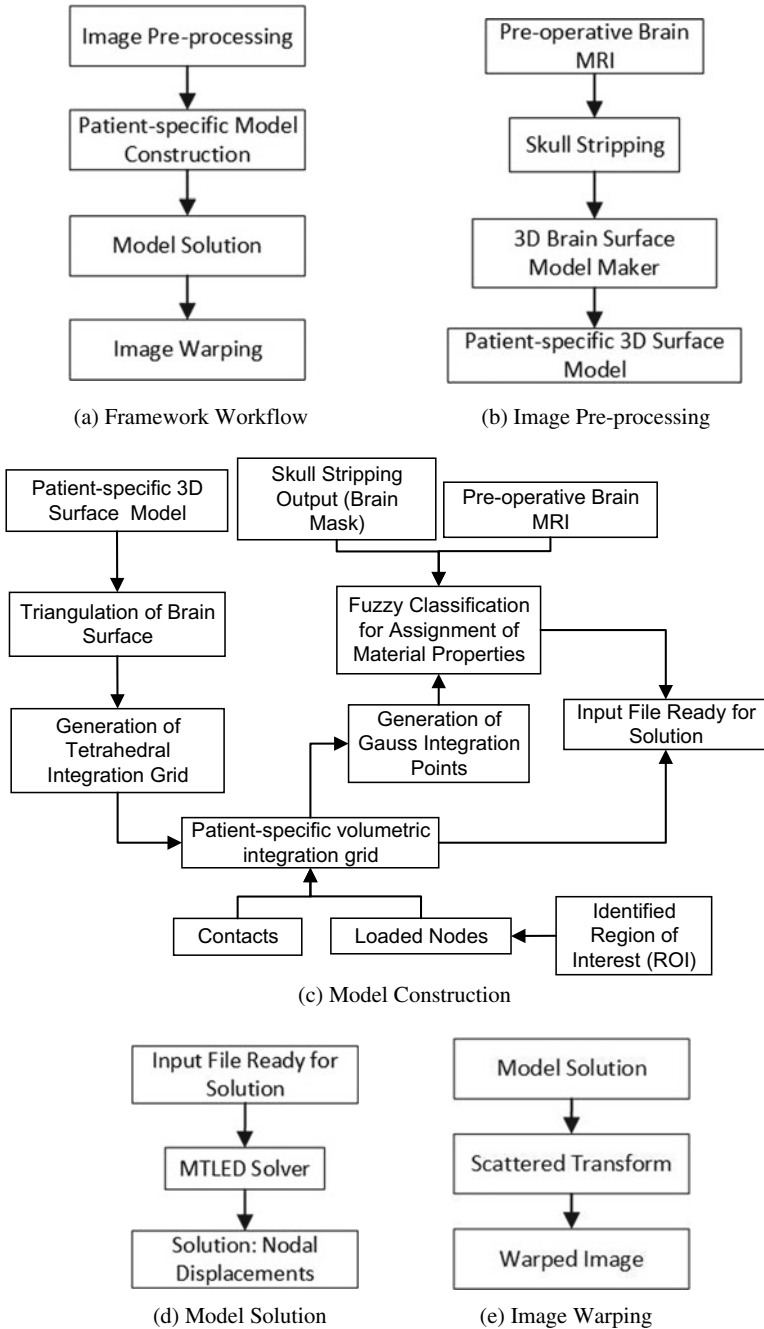 Image Pre-processing
Patient-specific Model
Construction
Model Solution
Image Warping
(a) Framework Workflow
Pre-operative Brain
MRI
Skull Stripping
3D Brain Surface
Model Maker
Patient-specific 3D Surface
Model
(b) Image Pre-processing
Patient-specific 3D
Surface Model
Skull Stripping
Output (Brain
Mask)
Pre-operative Brain
MRI
Triangulation of Brain
Surface
Fuzzy Classification
for Assignment of
Material Properties
Generation of
Tetrahedral
Integration Grid
Generation of
Gauss Integration
Points
Input File Ready for
Solution
Patient-specific volumetric
integration grid
Contacts
Loaded Nodes
Identified
Region of
Interest (ROI)
(c) Model Construction
Input File Ready for
Solution
MTLED Solver
Solution: Nodal
Displacements
(d) Model Solution
Model Solution
Scattered Transform
Warped Image
(e) Image Warping